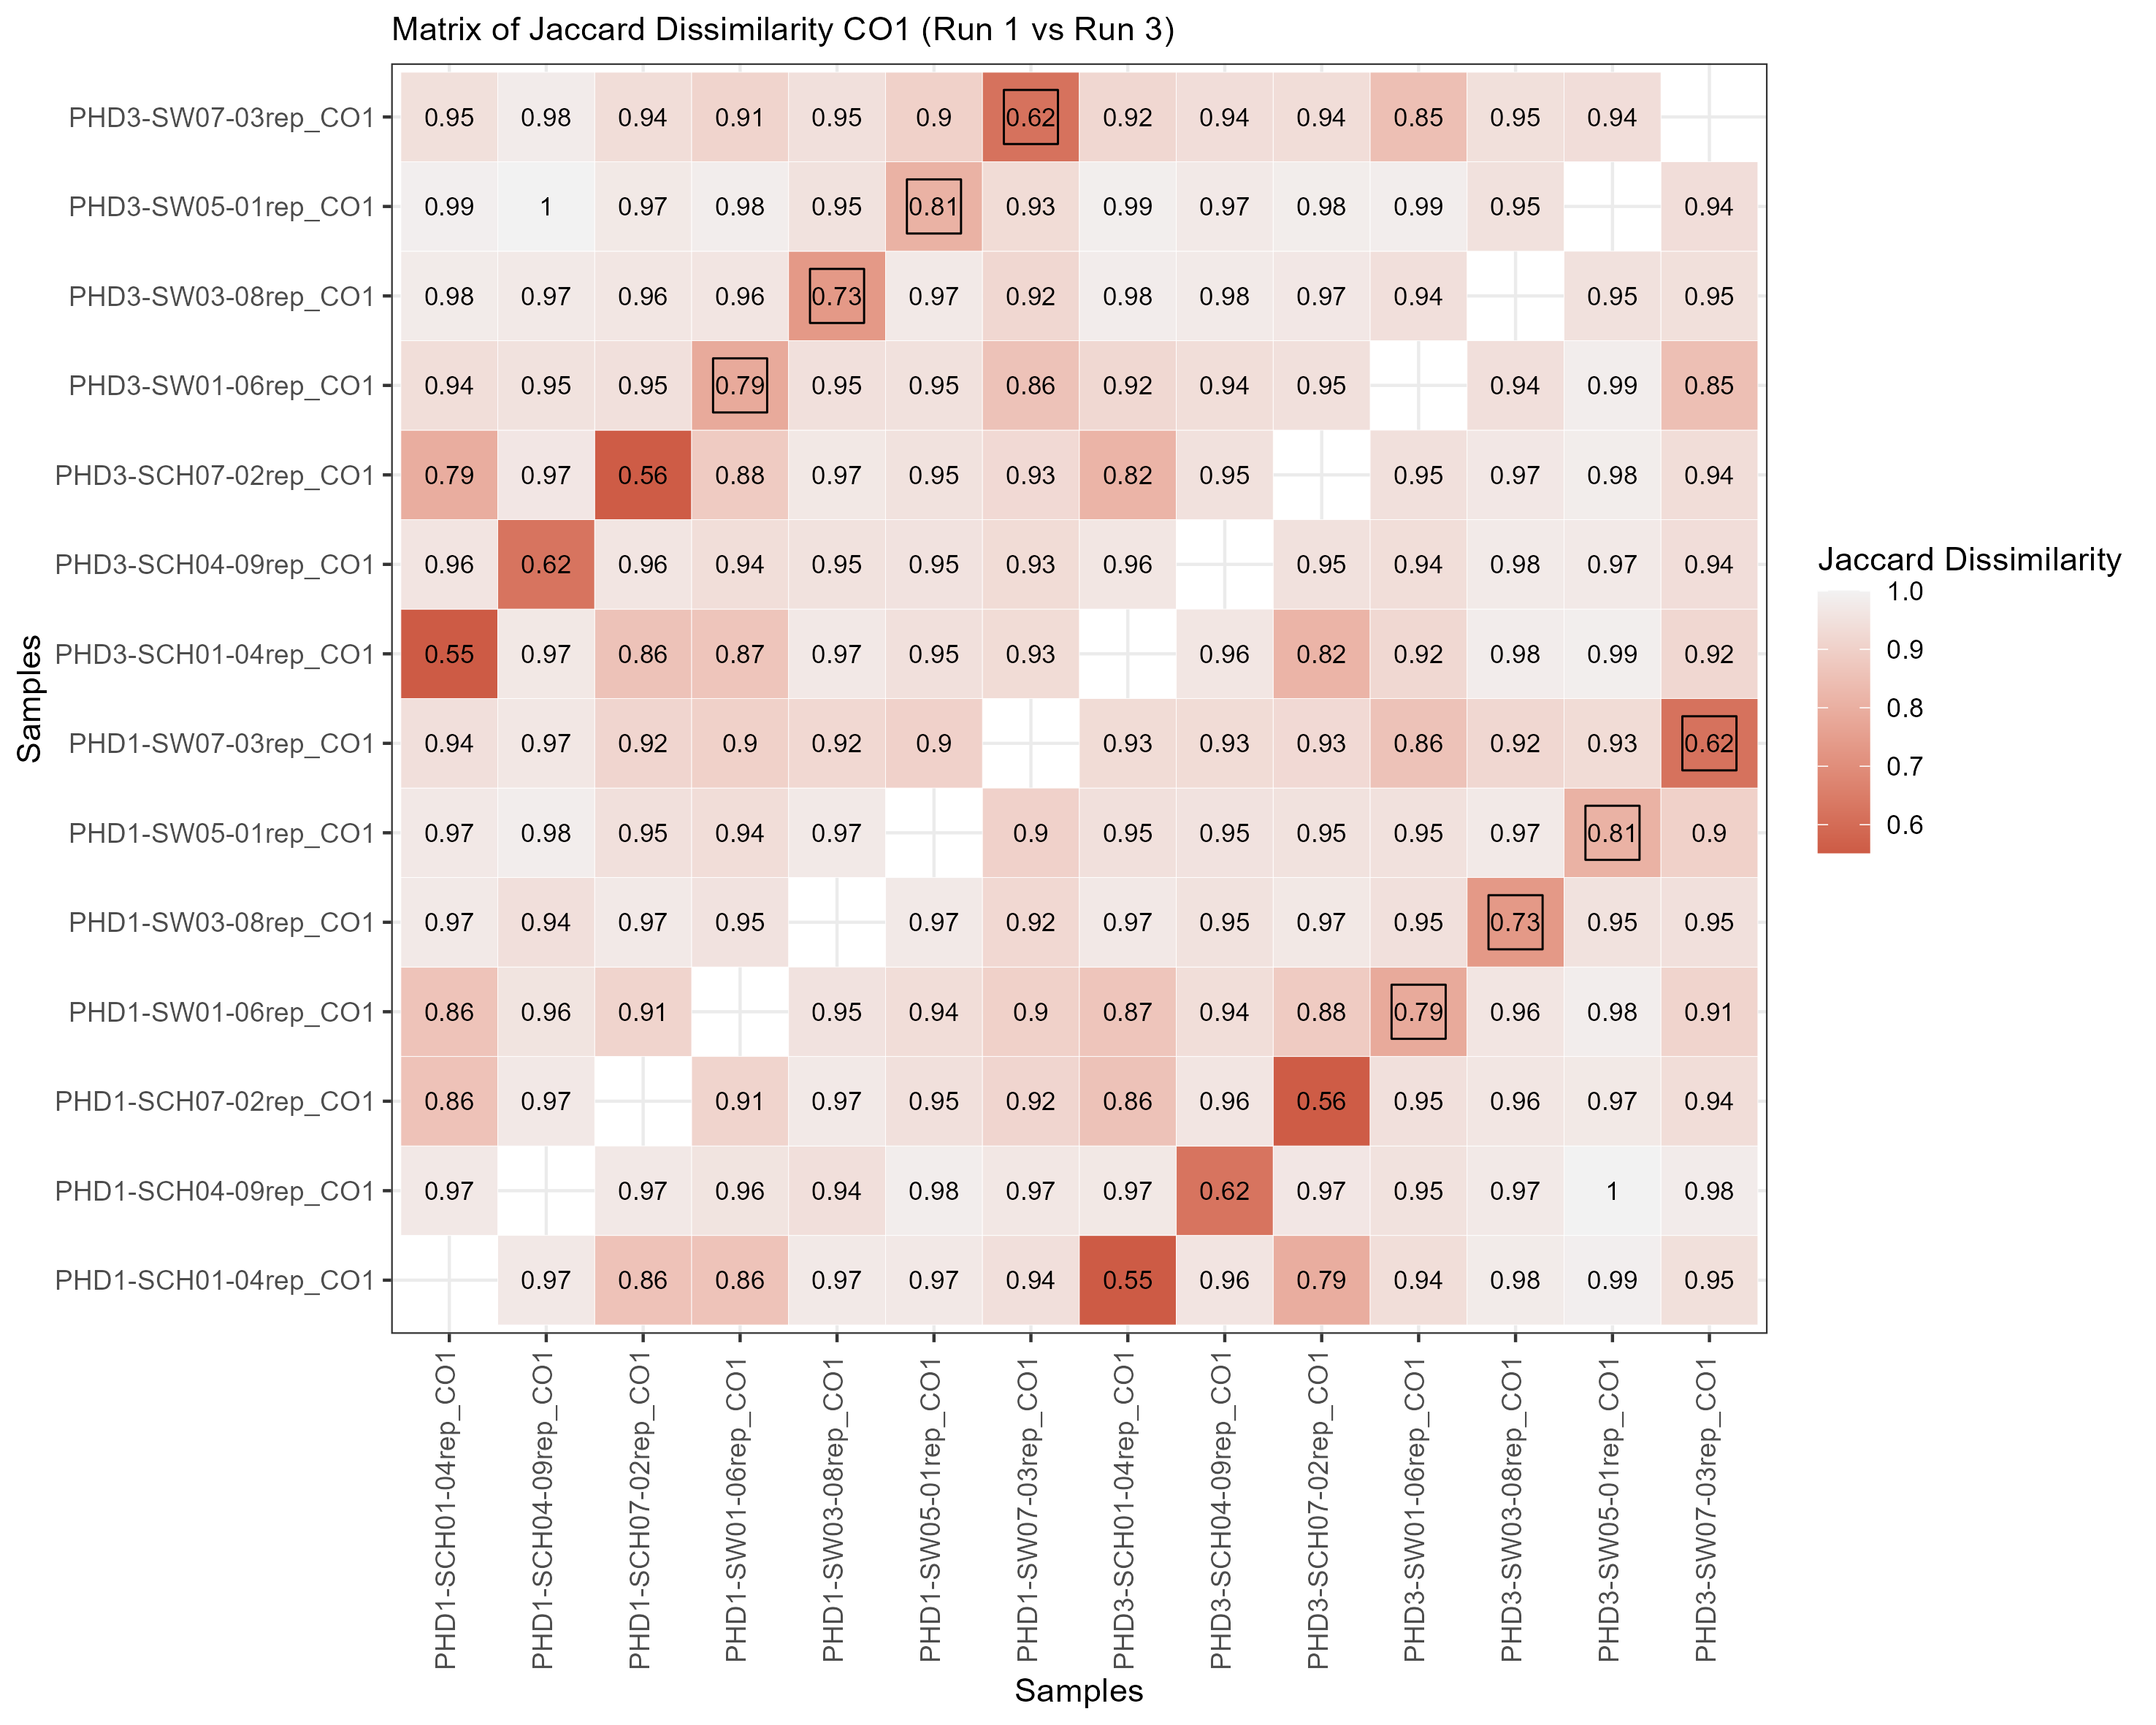 Matrix of Jaccard Dissimilarity CO1 (Run 1 vs Run 3)
PHD3-SW07-03rep_CO1 0.95 0.98 0.94 0.91 0.95 0.9 0.62 0.92 0.94 0.94 0.85 0.95 0.94
PHD3-SW05-01rep_CO1 0.99 1 0.97 0.98 0.95 0.81 0.93 0.99 0.97 0.98 0.99 0.95 0.94
PHD3-SW03-08rep_CO1 0.98 0.97 0.96 0.96 0.73 0.97 0.92 0.98 0.98 0.97 0.94 0.95 0.95
PHD3-SW01-06rep_CO1 0.94 0.95 0.95 0.79 0.95 0.95 0.86 0.92 0.94 0.95 0.94 0.99 0.85
PHD3-SCH07-02rep_CO1 0.79 0.97 0.56 0.88 0.97 0.95 0.93 0.82 0.95 0.95 0.97 0.98 0.94
PHD3-SCH04-09rep_CO1 0.96 0.62 0.96 0.94 0.95 0.95 0.93 0.96 0.95 0.94 0.98 0.97 0.94
PHD3-SCH01-04rep_CO1 0.55 0.97 0.86 0.87 0.97 0.95 0.93 0.96 0.82 0.92 0.98 0.99 0.92
PHD1-SW07-03rep_CO1 0.94 0.97 0.92 0.9 0.92 0.9 0.93 0.93 0.93 0.86 0.92 0.93 0.62
PHD1-SW05-01rep_CO1 0.97 0.98 0.95 0.94 0.97 0.9 0.95 0.95 0.95 0.95 0.97 0.81 0.9
PHD1-SW03-08rep_CO1 0.97 0.94 0.97 0.95 0.97 0.92 0.97 0.95 0.97 0.95 0.73 0.95 0.95
PHD1-SW01-06rep_CO1 0.86 0.96 0.91 0.95 0.94 0.9 0.87 0.94 0.88 0.79 0.96 0.98 0.91
PHD1-SCH07-02rep_CO1 0.86 0.97 0.91 0.97 0.95 0.92 0.86 0.96 0.56 0.95 0.96 0.97 0.94
PHD1-SCH04-09rep_CO1 0.97 0.97 0.96 0.94 0.98 0.97 0.97 0.62 0.97 0.95 0.97 1 0.98
PHD1-SCH01-04rep_CO1 0.97 0.86 0.86 0.97 0.97 0.94 0.55 0.96 0.79 0.94 0.98 0.99 0.95
Samples
PHD1-SCH01-04rep_CO1
PHD1-SCH04-09rep_CO1
PHD1-SCH07-02rep_CO1
PHD1-SW01-06rep_CO1
PHD1-SW03-08rep_CO1
PHD1-SW05-01rep_CO1
PHD1-SW07-03rep_CO1
PHD3-SCH01-04rep_CO1
PHD3-SCH04-09rep_CO1
PHD3-SCH07-02rep_CO1
PHD3-SW01-06rep_CO1
PHD3-SW03-08rep_CO1
PHD3-SW05-01rep_CO1
PHD3-SW07-03rep_CO1
Samples
Jaccard Dissimilarity
1.0
0.9
0.8
0.7
0.6